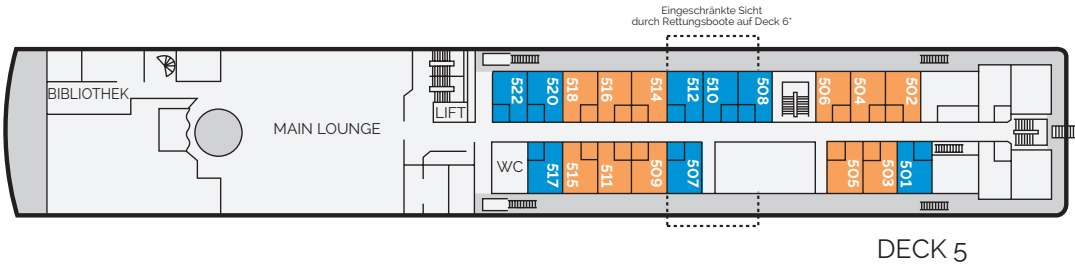 Eingeschränkte Sicht
durch Rettungsboote auf Deck 6*
BIBLIOTHEK
MAIN LOUNGE
LIFT
522
520
518
516
514
512
510
508
506
504
502
WC
517
515
511
509
507
505
503
501
DECK 5